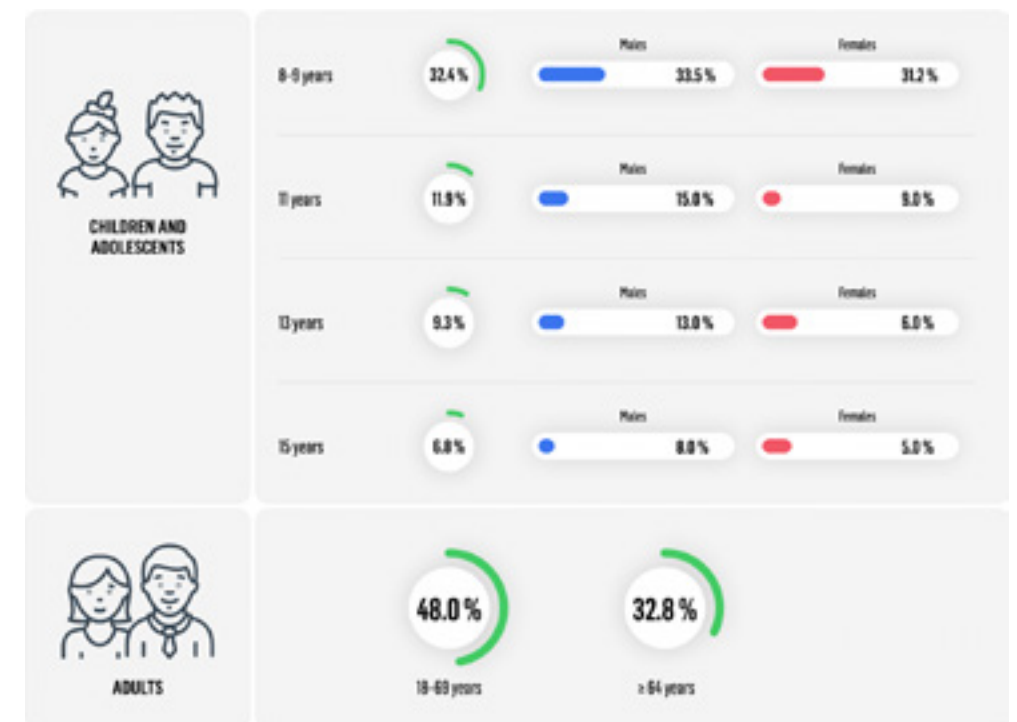 Males Females
8-9 years 32.4 % 33.5 % 31.2 %
Males Females
11 years 11.9 % 15.0 % 9.0 %
CHILDREN AND
ADOLESCENTS
Males Females
13 years 9.3 % 13.0 % 6.0 %
Males Females
15 years 6.8 % 8.0 % 5.0 %
48.0 % 32.8 %
ADULTS
18-69 years ≥ 64 years